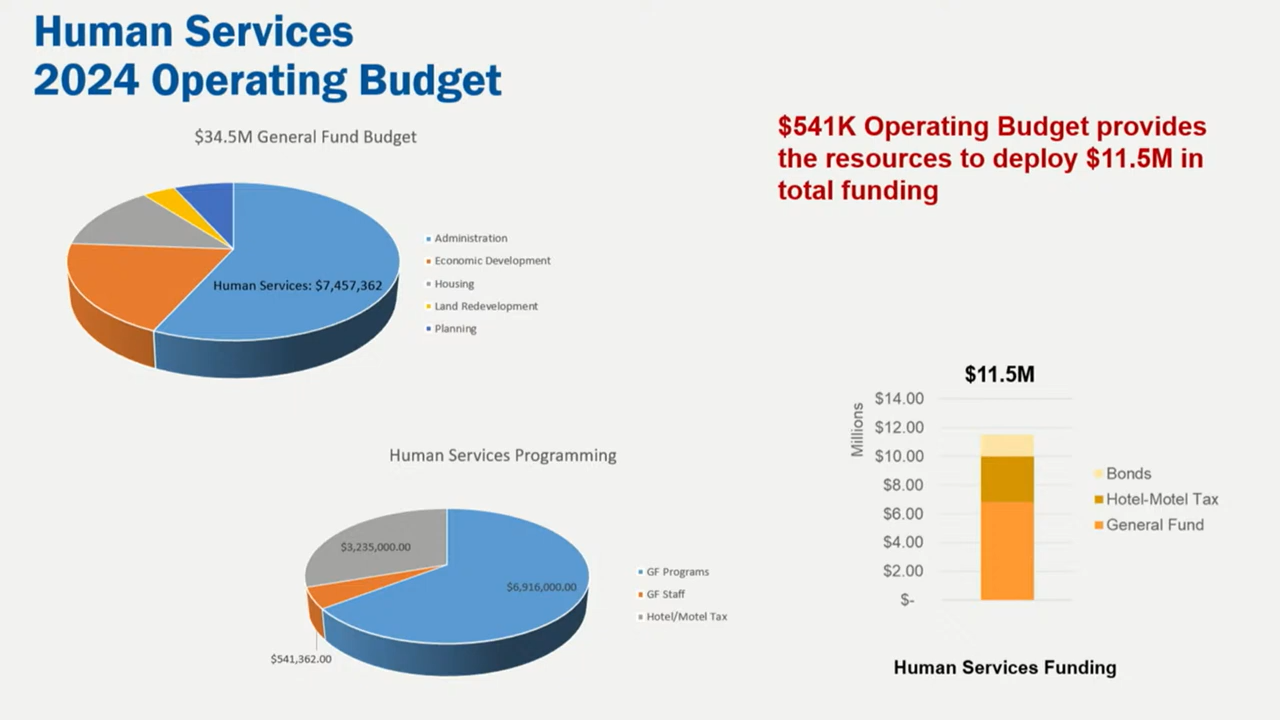 Human Services
2024 Operating Budget
$34.5M General Fund Budget
Human Services: $7,457,362
Administration
Economic Development
Housing
Land Redevelopment
Planning
$541K Operating Budget provides
the resources to deploy $11.5M in
total funding
Human Services Programming
$3,235,000.00
$6,916,000.00
$541,362.00
GF Programs
GF Staff
Hotel/Motel Tax
$11.5M
Millions
$14.00
$12.00
$10.00
$8.00
$6.00
$4.00
$2.00
$-
Bonds
Hotel-Motel Tax
General Fund
Human Services Funding